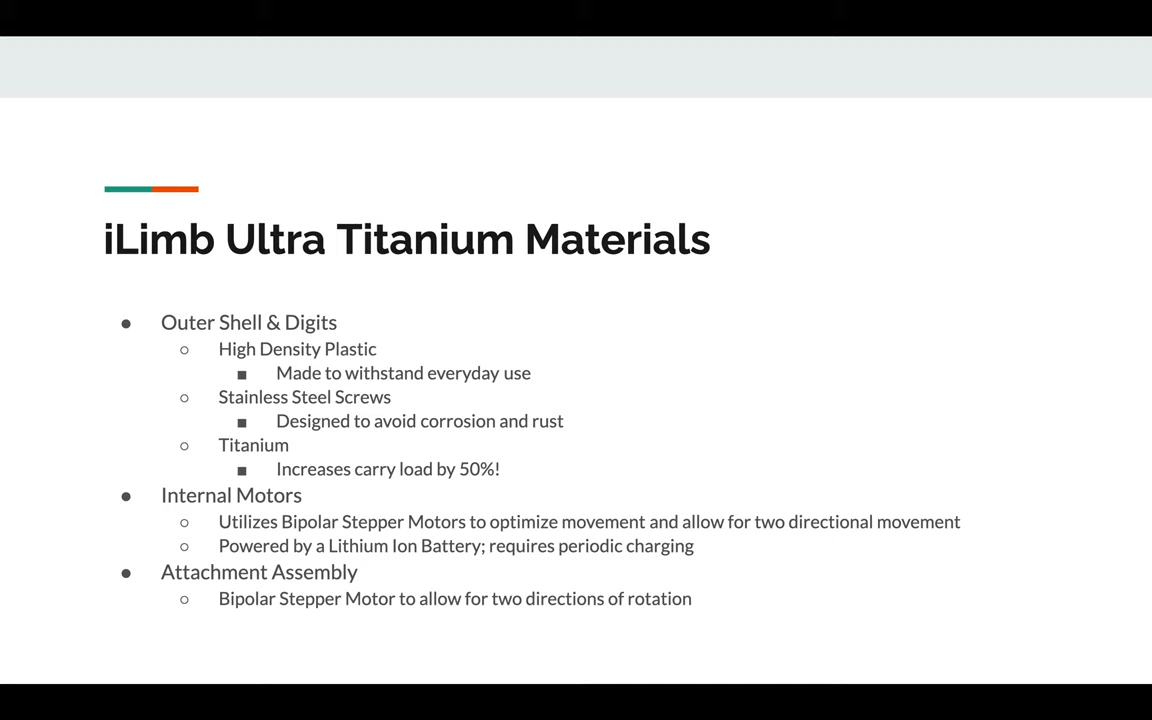 iLimb Ultra Titanium Materials
● Outer Shell & Digits
○ High Density Plastic
■ Made to withstand everyday use
○ Stainless Steel Screws
■ Designed to avoid corrosion and rust
○ Titanium
■ Increases carry load by 50%!
● Internal Motors
○ Utilizes Bipolar Stepper Motors to optimize movement and allow for two directional movement
○ Powered by a Lithium Ion Battery; requires periodic charging
● Attachment Assembly
○ Bipolar Stepper Motor to allow for two directions of rotation